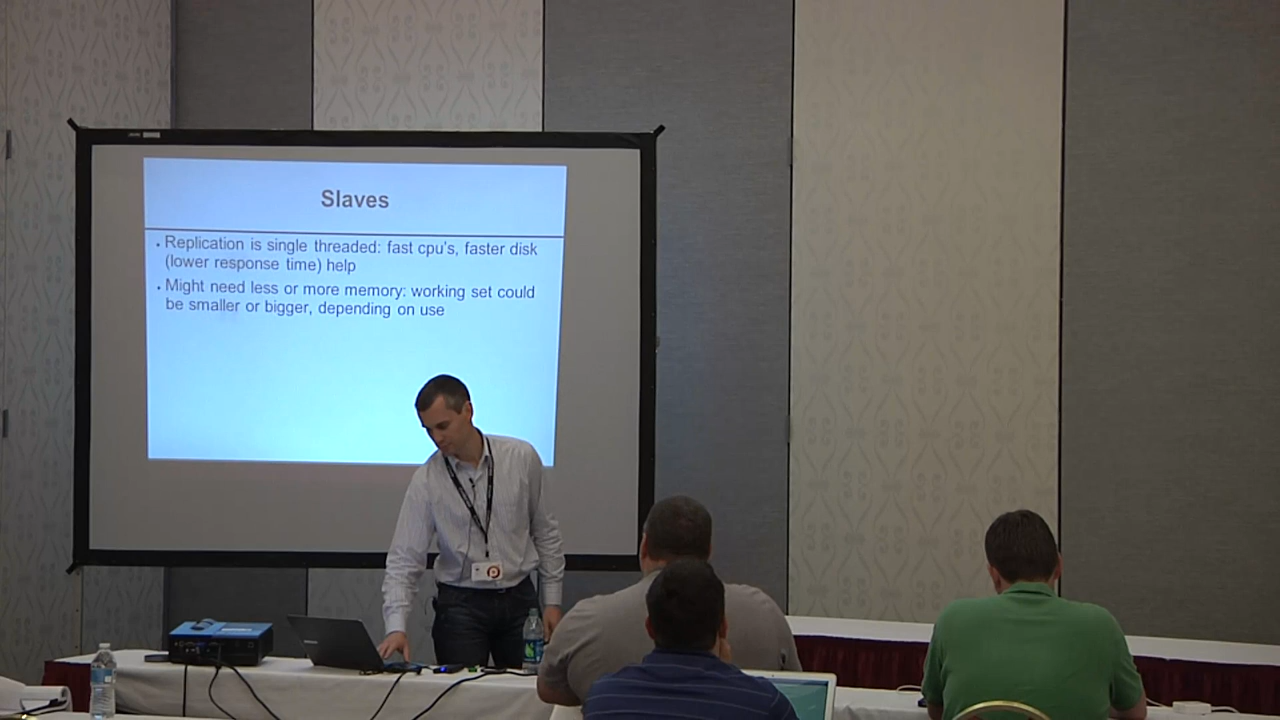 Slaves
• Replication is single threaded: fast cpu's, faster disk
(lower response time) help
• Might need less or more memory: working set could
be smaller or bigger, depending on use